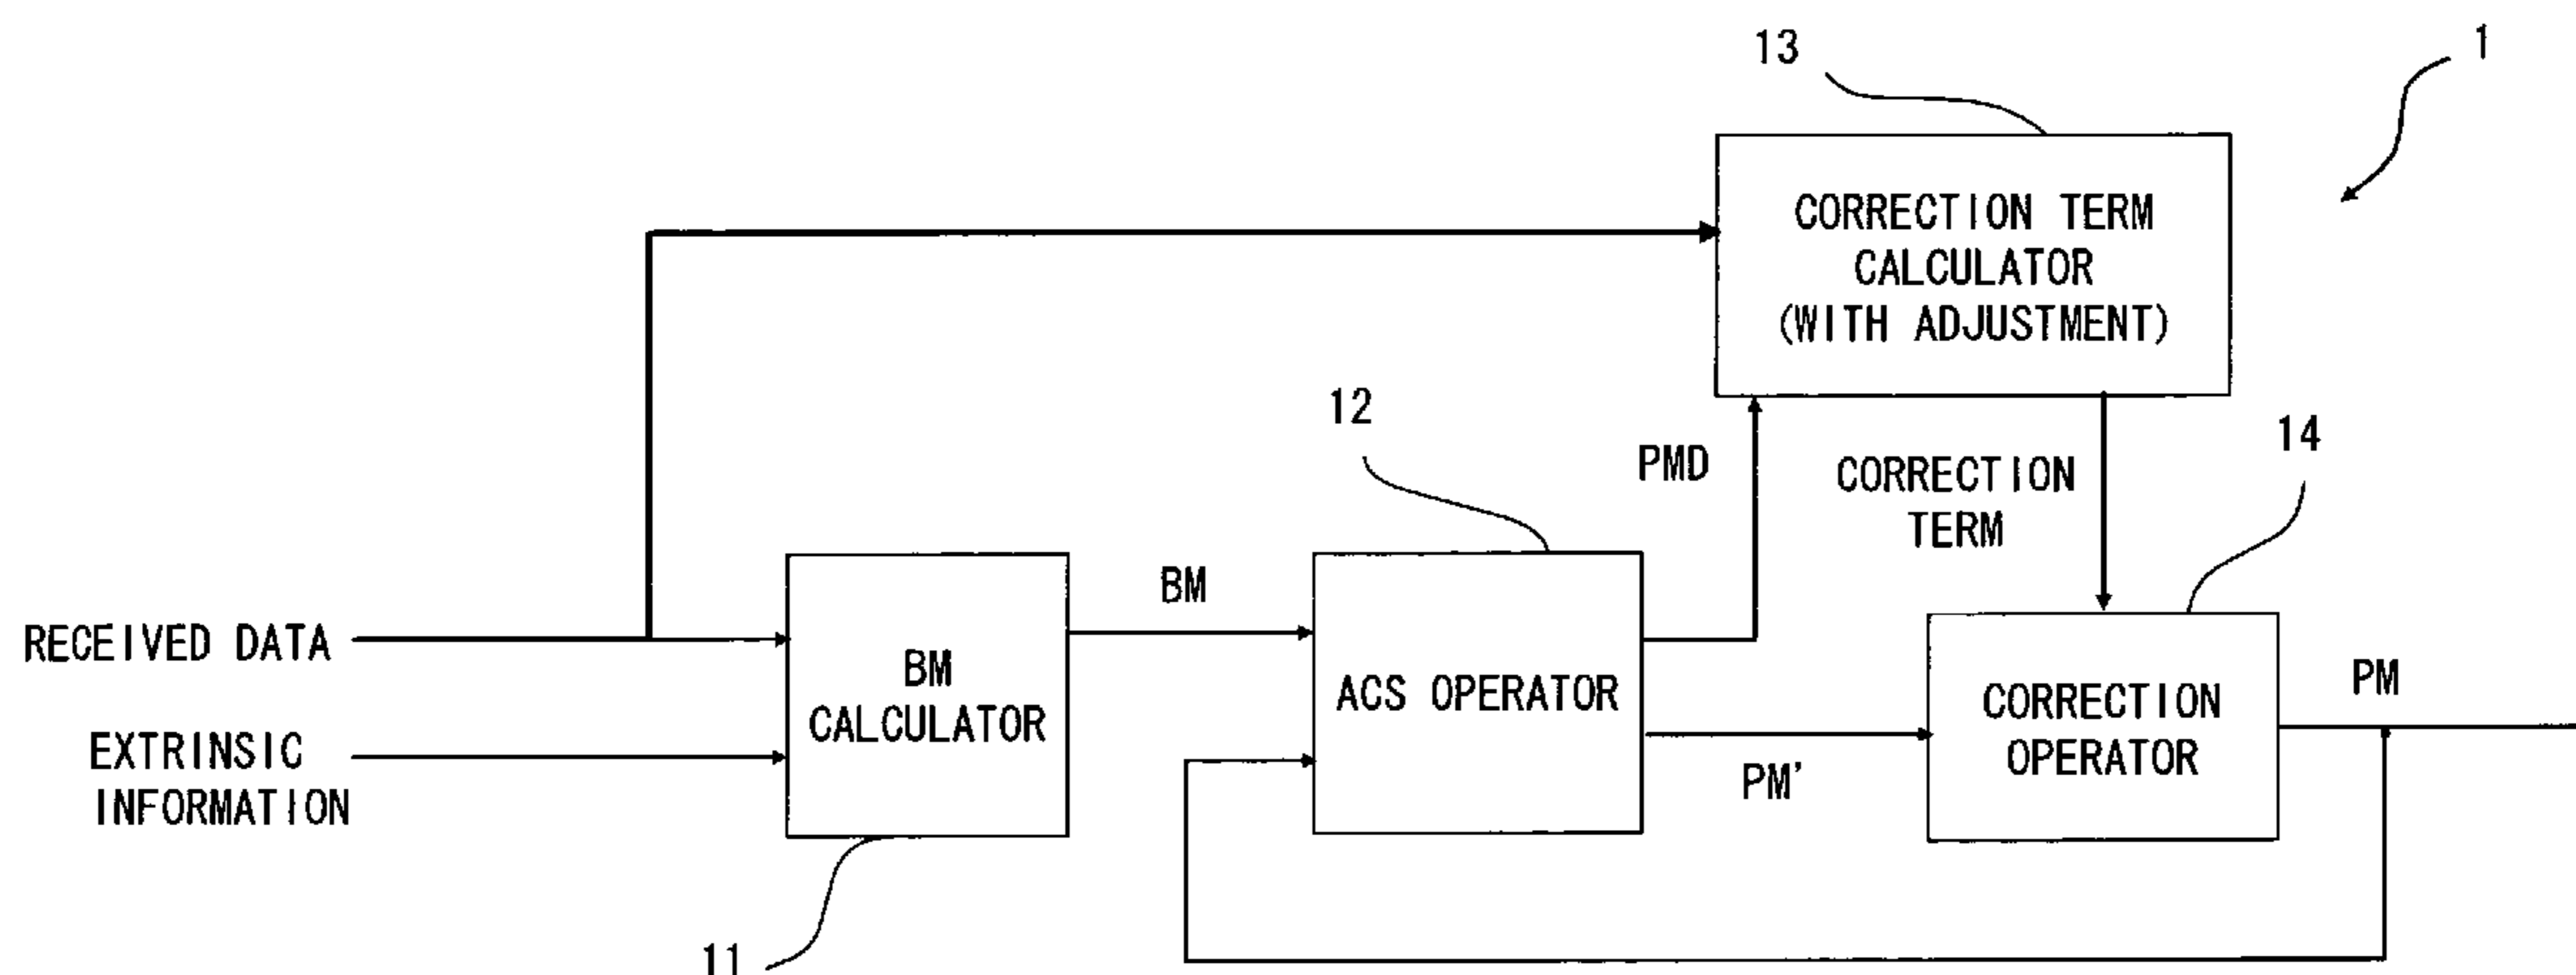 1
13
CORRECTION TERM
CALCULATOR
(WITH ADJUSTMENT)
12
14
PMD
CORRECTION
TERM
BM
RECEIVED DATA
BM
CALCULATOR
ACS OPERATOR
CORRECTION
OPERATOR
PM
EXTRINSIC
INFORMATION
PM'
11